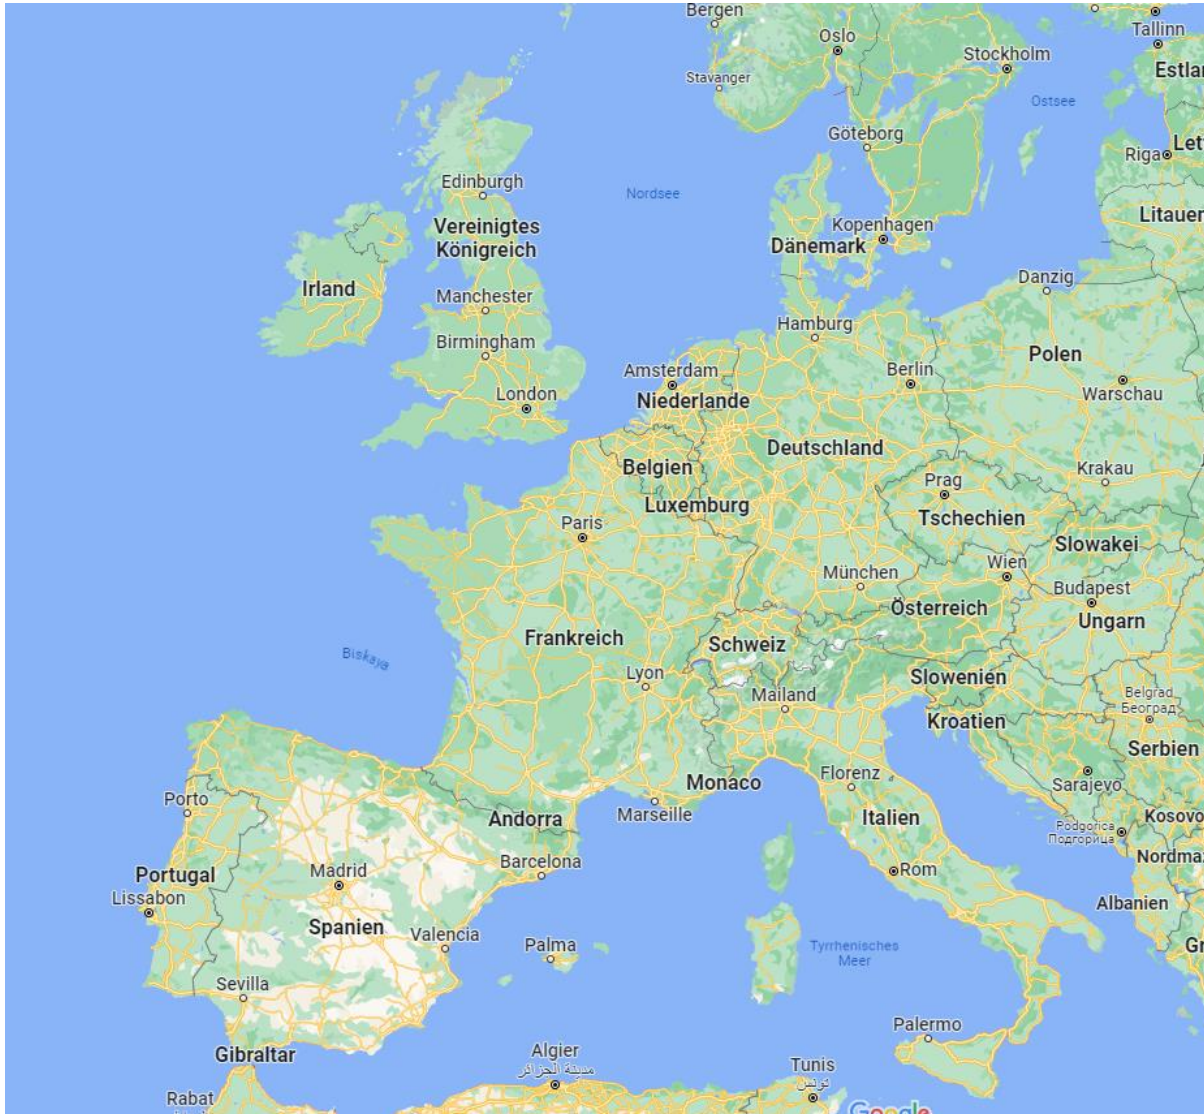 Bergen
Oslo
Tallinn
Stockholm
Estla
Stavanger
Ostsee
Göteborg
Riga
Let
Edinburgh
Nordsee
Litauer
Vereinigtes
Königreich
Kopenhagen
Dänemark
Irland
Danzig
Manchester
Hamburg
Birmingham
Polen
Amsterdam
Berlin
London
Niederlande
Warschau
Deutschland
Belgien
Krakau
Prag
Luxemburg
Tschechien
Paris
Slowakei
Wien
München
Budapest
Österreich
Ungarn
Frankreich
Schweiz
Biskaya
Lyon
Slowenien
Mailand
Belgrad
Београд
Kroatien
Serbien
Florenz
Monaco
Sarajevo
Porto
Marseille
Andorra
Italien
Kosovo
Podgorica
Подгорица
Nordma
Barcelona
Madrid
Rom
Portugal
Lissabon
Albanien
Spanien
Valencia
Palma
Tyrrhenisches
Meer
Gr
Sevilla
Palermo
Gibraltar
Algier
مدينة الجزائر
Tunis
تونس
Rabat
Google